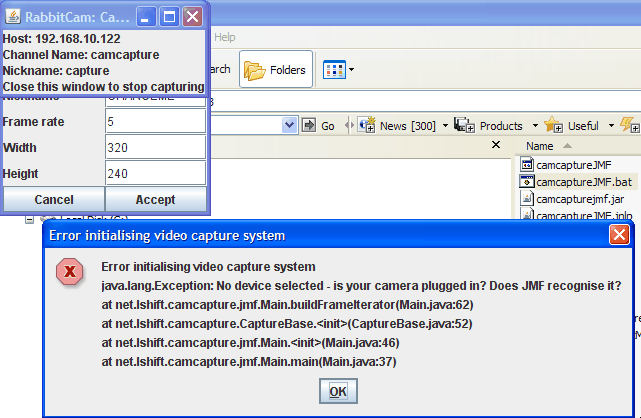 RabbitCam: Ca...
Host: 192.168.10.122
Channel Name: camcapture
Nickname: capture
Close this window to stop capturing
Frame rate 5
Width 320
Height 240
Cancel Accept
Help
Folders
Go News [300] Products Useful
Name
camcaptureJMF
camcaptureJMF.bat
camcapturejmf.jar
camcaptureJMF.jnlp
Error initialising video capture system
Error initialising video capture system
java.lang.Exception: No device selected - is your camera plugged in? Does JMF recognise it?
at net.lshift.camcapture.jmf.Main.buildFrameIterator(Main.java:62)
at net.lshift.camcapture.CaptureBase.<init>(CaptureBase.java:52)
at net.lshift.camcapture.jmf.Main.<init>(Main.java:46)
at net.lshift.camcapture.jmf.Main.main(Main.java:37)
OK